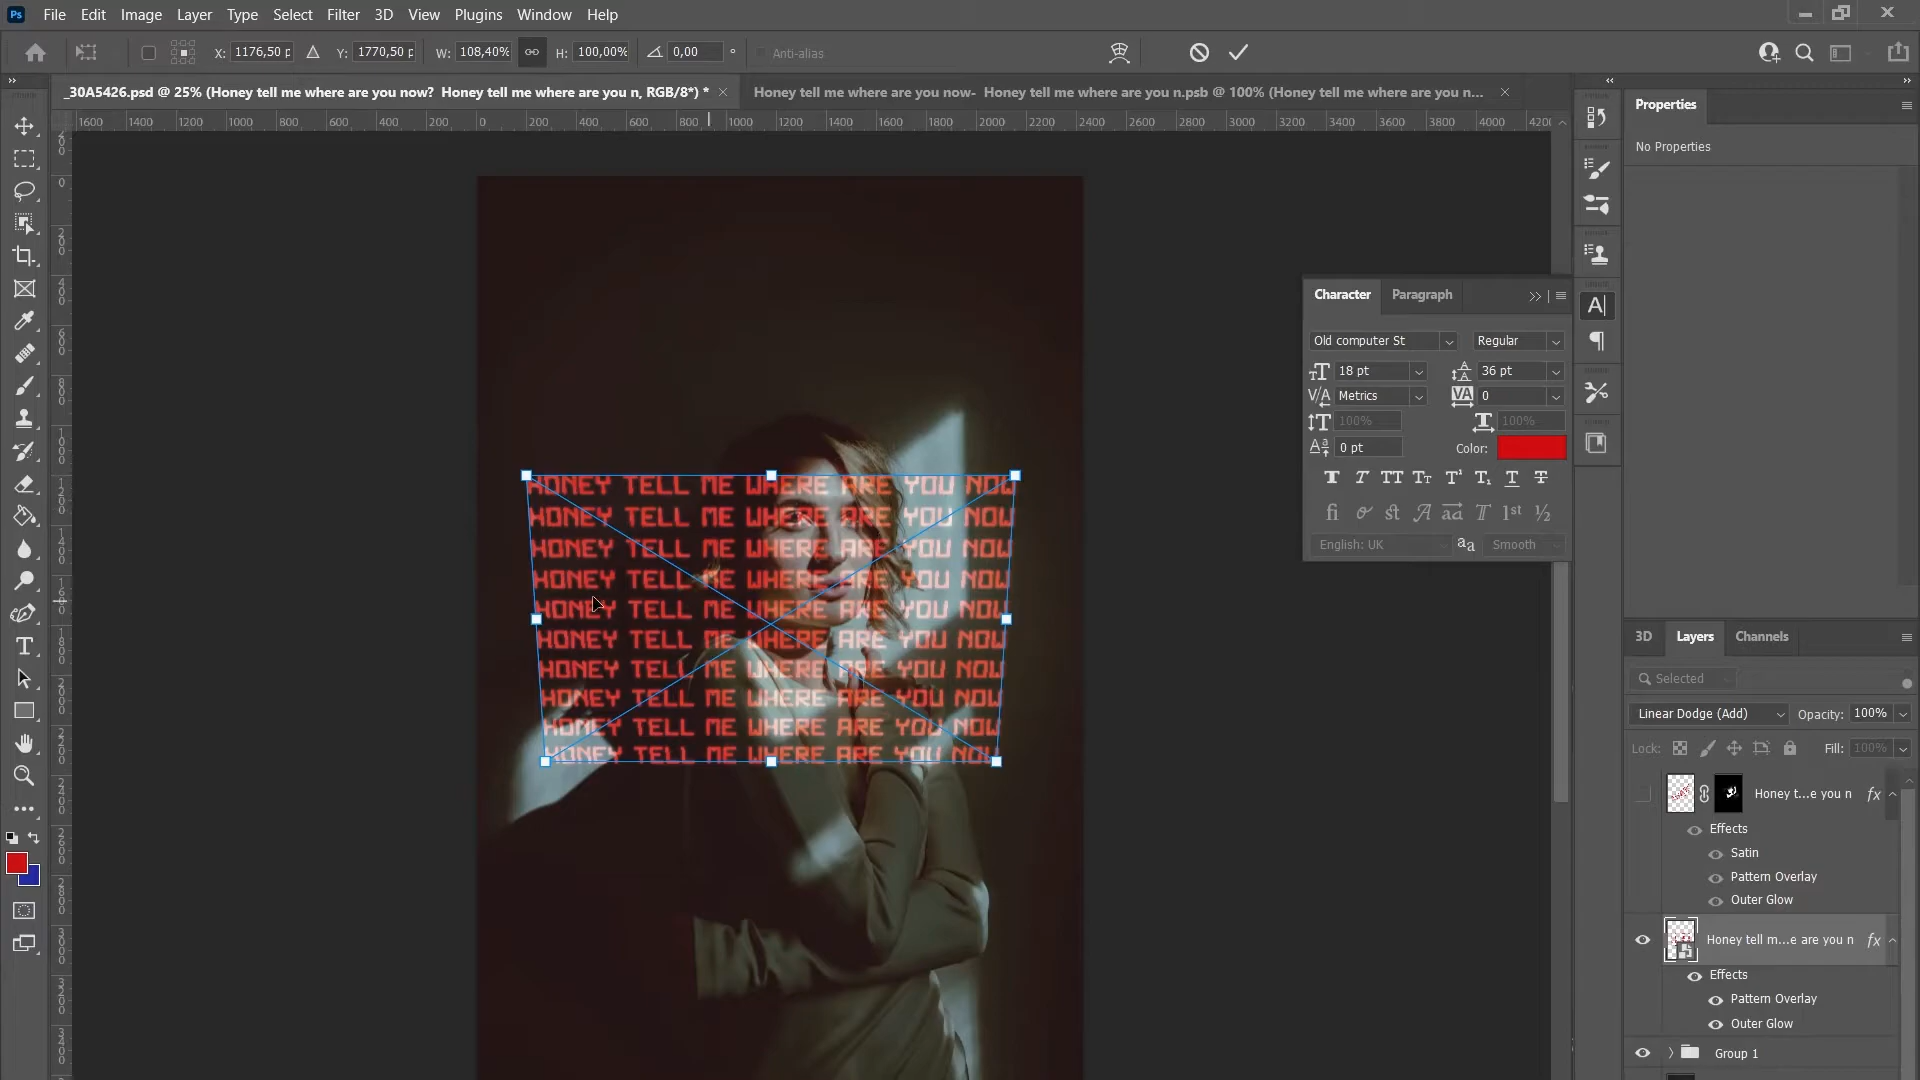 Ps File Edit Image Layer Type Select Filter 3D View Plugins Window Help
X: 1176,50 p Y: 1770,50 p W: 108,40% H: 100,00% 0,00 ° Anti-alias
_30A5426.psd @ 25% (Honey tell me where are you now?  Honey tell me where are you n, RGB/8*) *
Honey tell me where are you now-  Honey tell me where are you n.psb @ 100% (Honey tell me where are you n...
1600 1400 1200 1000 800 600 400 200 0 200 400 600 800 1000 1200 1400 1600 1800 2000 2200 2400 2600 2800 3000 3200 3400 3600 3800 4000 4200
HONEY TELL ME WHERE ARE YOU NOW
HONEY TELL ME WHERE ARE YOU NOW
HONEY TELL ME WHERE ARE YOU NOW
HONEY TELL ME WHERE ARE YOU NOW
HONEY TELL ME WHERE ARE YOU NOW
HONEY TELL ME WHERE ARE YOU NOW
HONEY TELL ME WHERE ARE YOU NOW
HONEY TELL ME WHERE ARE YOU NOW
HONEY TELL ME WHERE ARE YOU NOW
HONEY TELL ME WHERE ARE YOU NOW
Character Paragraph
Old computer St Regular
18 pt 36 pt
Metrics 0
100% 100%
0 pt Color:
English: UK Smooth
Properties
No Properties
3D Layers Channels
Selected
Linear Dodge (Add) Opacity: 100%
Lock: Fill: 100%
Honey t...e you n fx
Effects
Satin
Pattern Overlay
Outer Glow
Honey tell m...e are you n fx
Effects
Pattern Overlay
Outer Glow
Group 1